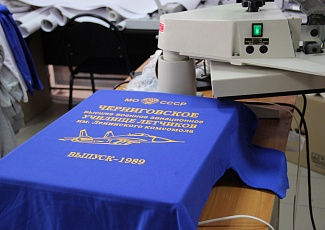 МО СССР
ЧЕРНИГОВСКОЕ
ВЫСШЕЕ ВОЕННОЕ АВИАЦИОННОЕ
УЧИЛИЩЕ ЛЕТЧИКОВ
им. Ленинского Комсомола
ВЫПУСК-1989